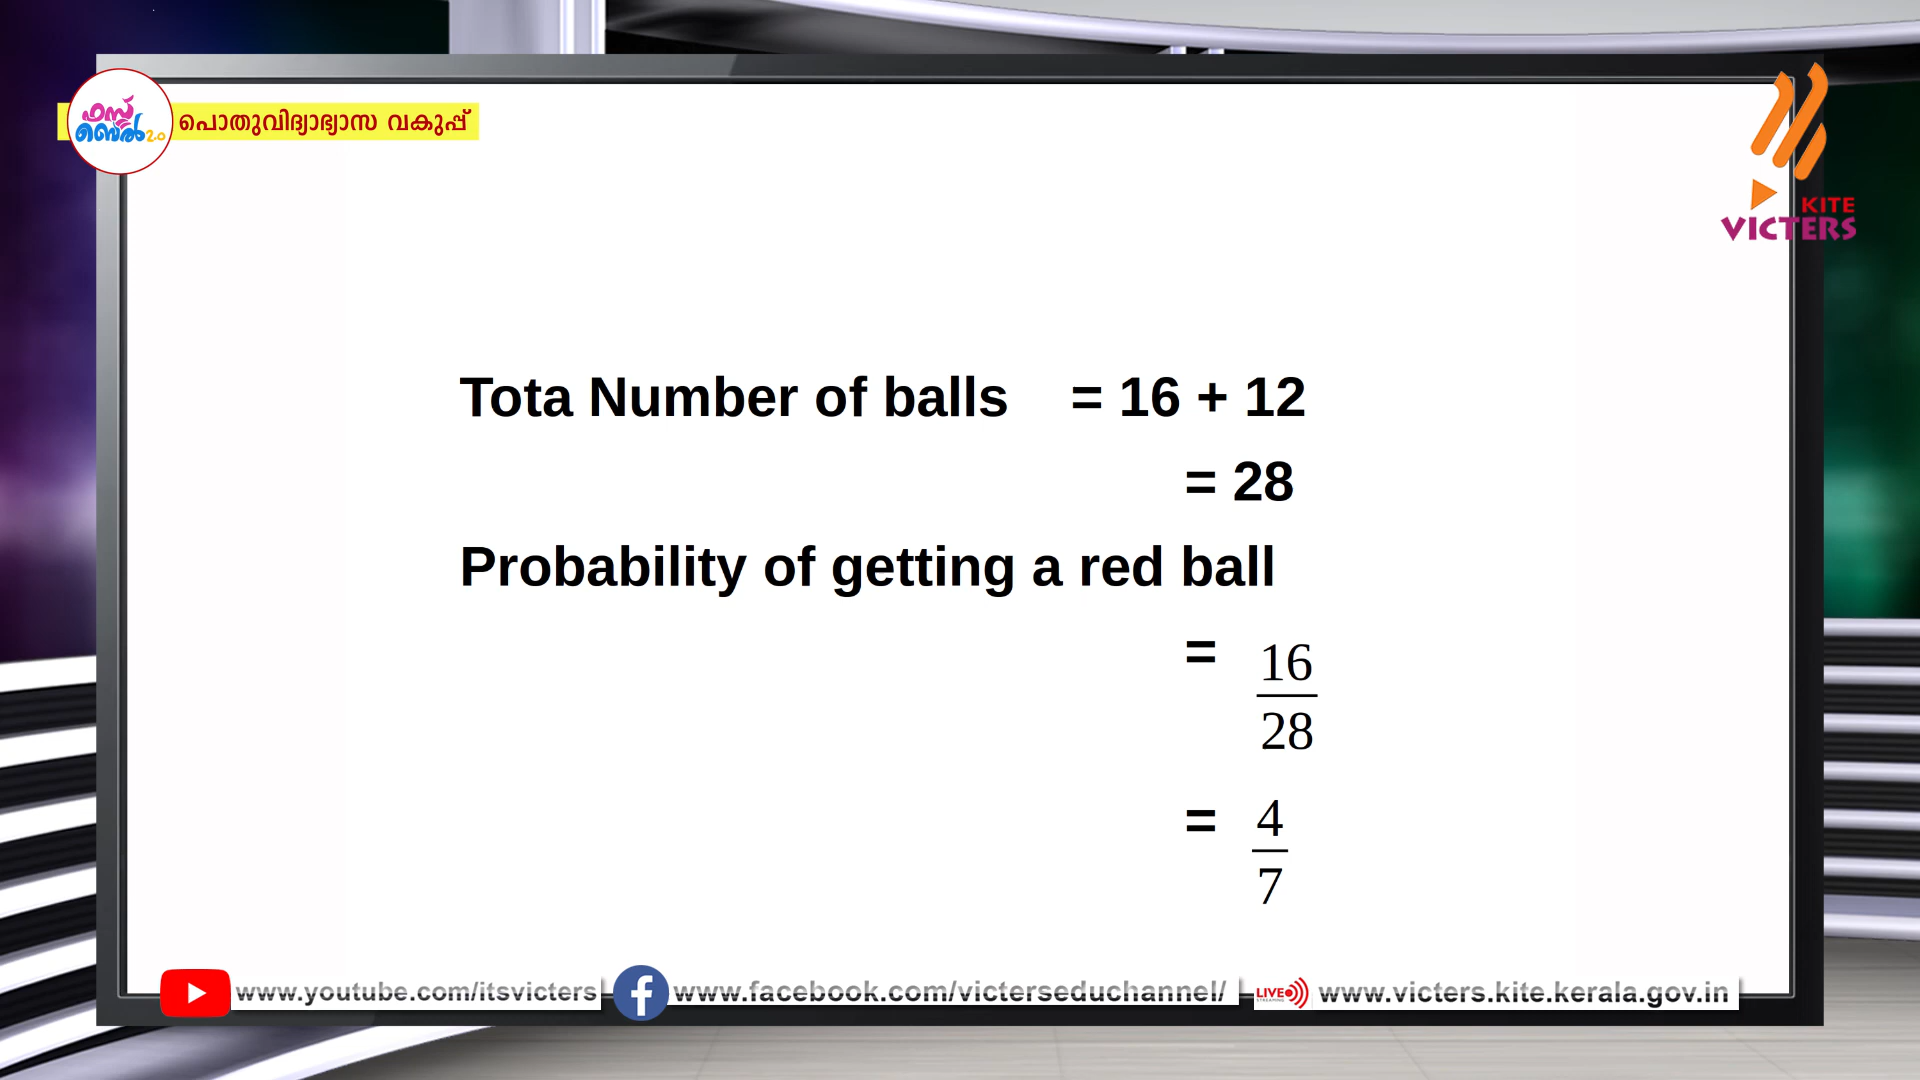 ഫസ്റ്റ്
ബെൽ 2.0
പൊതുവിദ്യാഭ്യാസ വകുപ്പ്
KITE
VICTERS
Tota Number of balls = 16 + 12
= 28
Probability of getting a red ball
= 16/28
= 4/7
www.youtube.com/itsvicters
www.facebook.com/victerseduchannel/
LIVE
STREAMING
www.victers.kite.kerala.gov.in